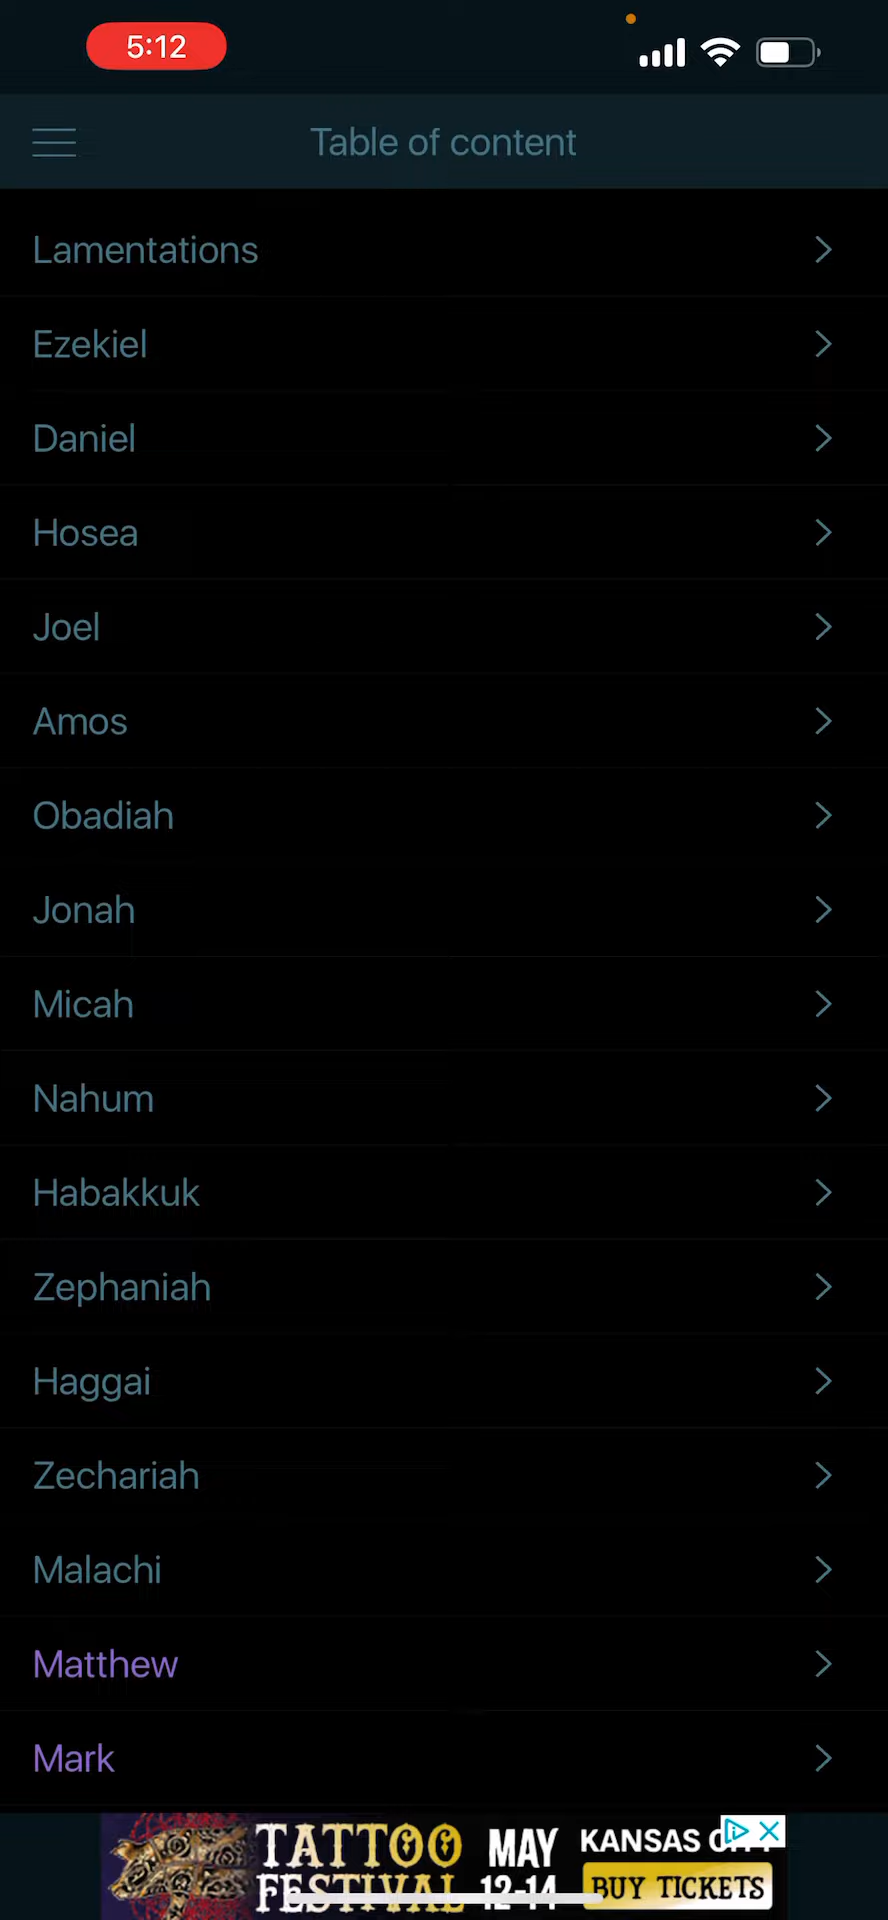 5:12
Table of content
Lamentations
Ezekiel
Daniel
Hosea
Joel
Amos
Obadiah
Jonah
Micah
Nahum
Habakkuk
Zephaniah
Haggai
Zechariah
Malachi
Matthew
Mark
TATTOO
FESTIVAL
MAY
12-14
KANSAS
BUY TICKETS